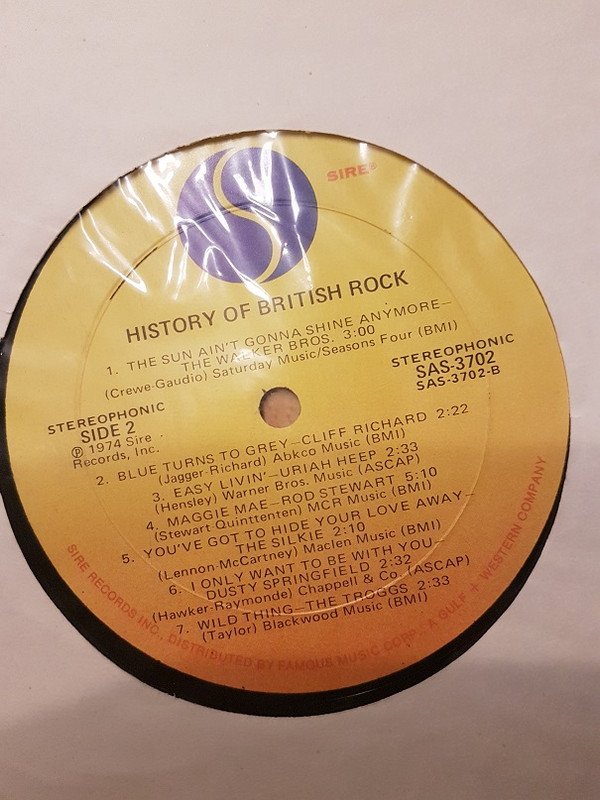 SIRE®
HISTORY OF BRITISH ROCK
1. THE SUN AIN'T GONNA SHINE ANYMORE—
THE WALKER BROS. 3:00
(Crewe-Gaudio) Saturday Music/Seasons Four (BMI)
STEREOPHONIC
SAS-3702
SAS-3702-B
STEREOPHONIC
SIDE 2
℗ 1974 Sire
Records, Inc.
2. BLUE TURNS TO GREY—CLIFF RICHARD 2:22
(Jagger-Richard) Abkco Music (BMI)
3. EASY LIVIN'—URIAH HEEP 2:33
(Hensley) Warner Bros. Music (ASCAP)
4. MAGGIE MAE—ROD STEWART 5:10
(Stewart Quinttenten) MCR Music (BMI)
5. YOU'VE GOT TO HIDE YOUR LOVE AWAY—
THE SILKIE 2:10
(Lennon-McCartney) Maclen Music (BMI)
6. I ONLY WANT TO BE WITH YOU—
DUSTY SPRINGFIELD 2:32
(Hawker-Raymonde) Chappell & Co. (ASCAP)
7. WILD THING—THE TROGGS 2:33
(Taylor) Blackwood Music (BMI)
SIRE RECORDS INC., DISTRIBUTED BY FAMOUS MUSIC CORP., A GULF + WESTERN COMPANY